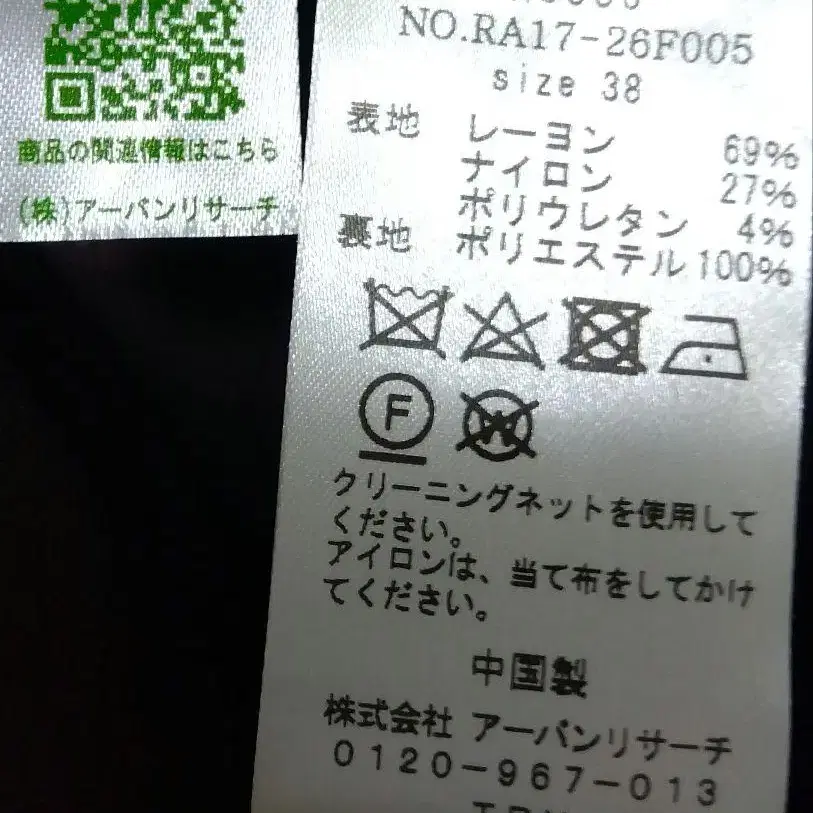 商品の関連情報はこちら
(株)アーバンリサーチ
NO.RA17-26F005
size 38
表地 レーヨン 69%
ナイロン 27%
ポリウレタン 4%
裏地 ポリエステル 100%
F
W
クリーニングネットを使用して
ください。
アイロンは、当て布をしてかけ
てください。
中国製
株式会社 アーバンリサーチ
0120-967-013